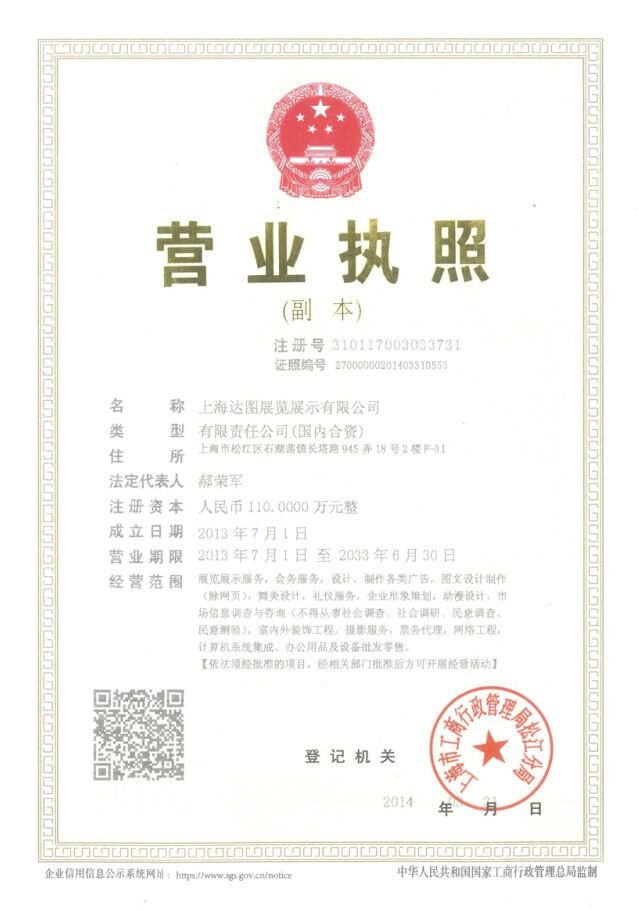 营业执照
(副 本)
注册号 310117003033731
证照编号 27000000201403310553
名 称 上海达图展览展示有限公司
类 型 有限责任公司(国内合资)
住 所 上海市松江区石湖荡镇长塔路945弄18号2楼F-31
法定代表人 郝荣军
注册资本 人民币110.0000万元整
成立日期 2013年7月1日
营业期限 2013年7月1日 至 2033年6月30日
经营范围 展览展示服务，会务服务，设计、制作各类广告，图文设计制作
（除网页），舞美设计，礼仪服务，企业形象策划，动漫设计，市
场信息调查与咨询（不得从事社会调查、社会调研、民意调查、
民意测验），室内外装饰工程，摄影服务，票务代理，网络工程，
计算机系统集成、办公用品及设备批发零售。
【依法须经批准的项目，经相关部门批准后方可开展经营活动】
登记机关
上海市工商行政管理局松江分局
2014 年 03 月 31 日
企业信用信息公示系统网址：https://www.sgs.gov.cn/notice
中华人民共和国国家工商行政管理总局监制